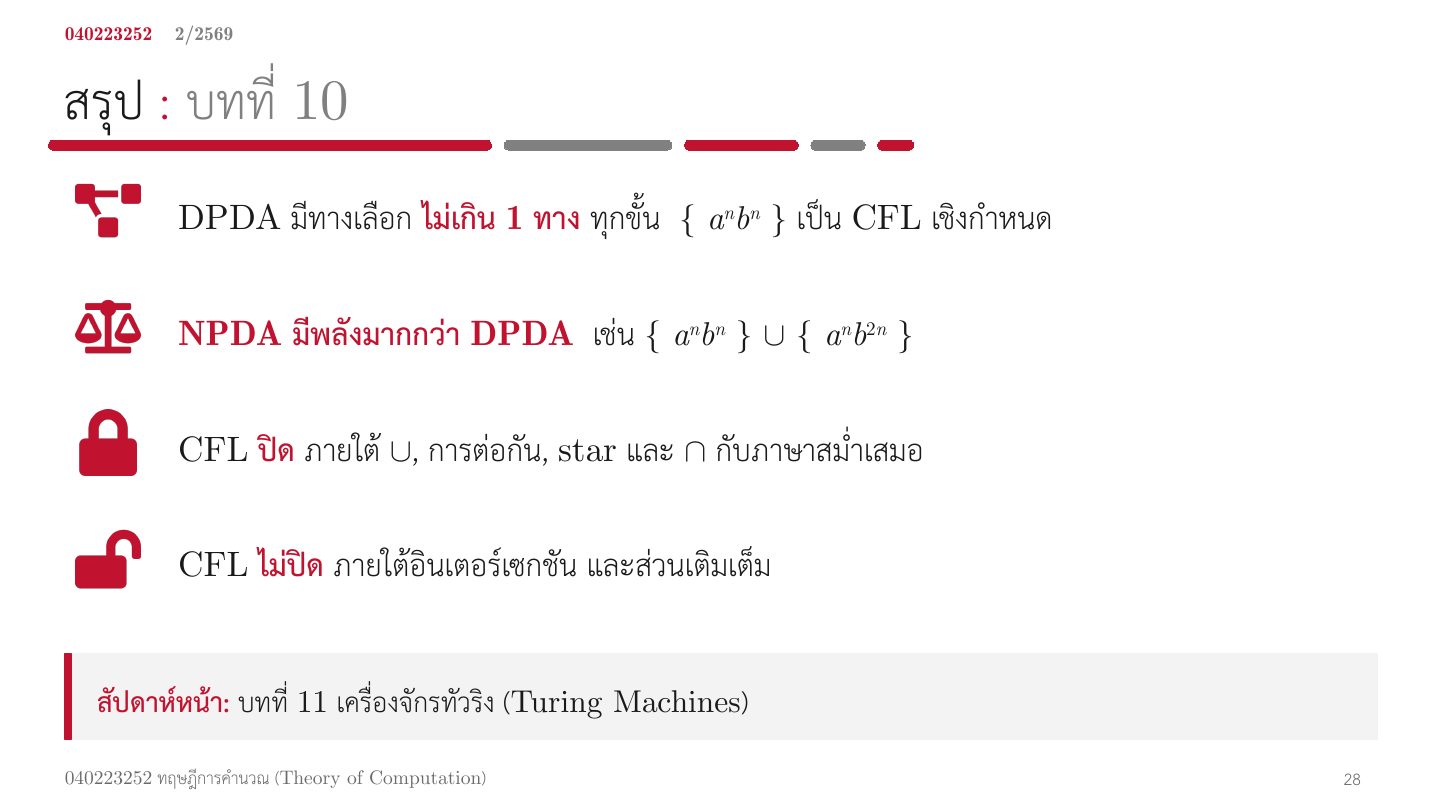 040223252 2/2569
สรุป : บทที่ 10
DPDA มีทางเลือก ไม่เกิน 1 ทาง ทุกขั้น { aⁿbⁿ } เป็น CFL เชิงกำหนด
NPDA มีพลังมากกว่า DPDA เช่น { aⁿbⁿ } ∪ { aⁿb²ⁿ }
CFL ปิด ภายใต้ ∪, การต่อกัน, star และ ∩ กับภาษาสม่ำเสมอ
CFL ไม่ปิด ภายใต้อินเตอร์เซกชัน และส่วนเติมเต็ม
สัปดาห์หน้า: บทที่ 11 เครื่องจักรทัวริง (Turing Machines)
040223252 ทฤษฎีการคำนวณ (Theory of Computation) 28